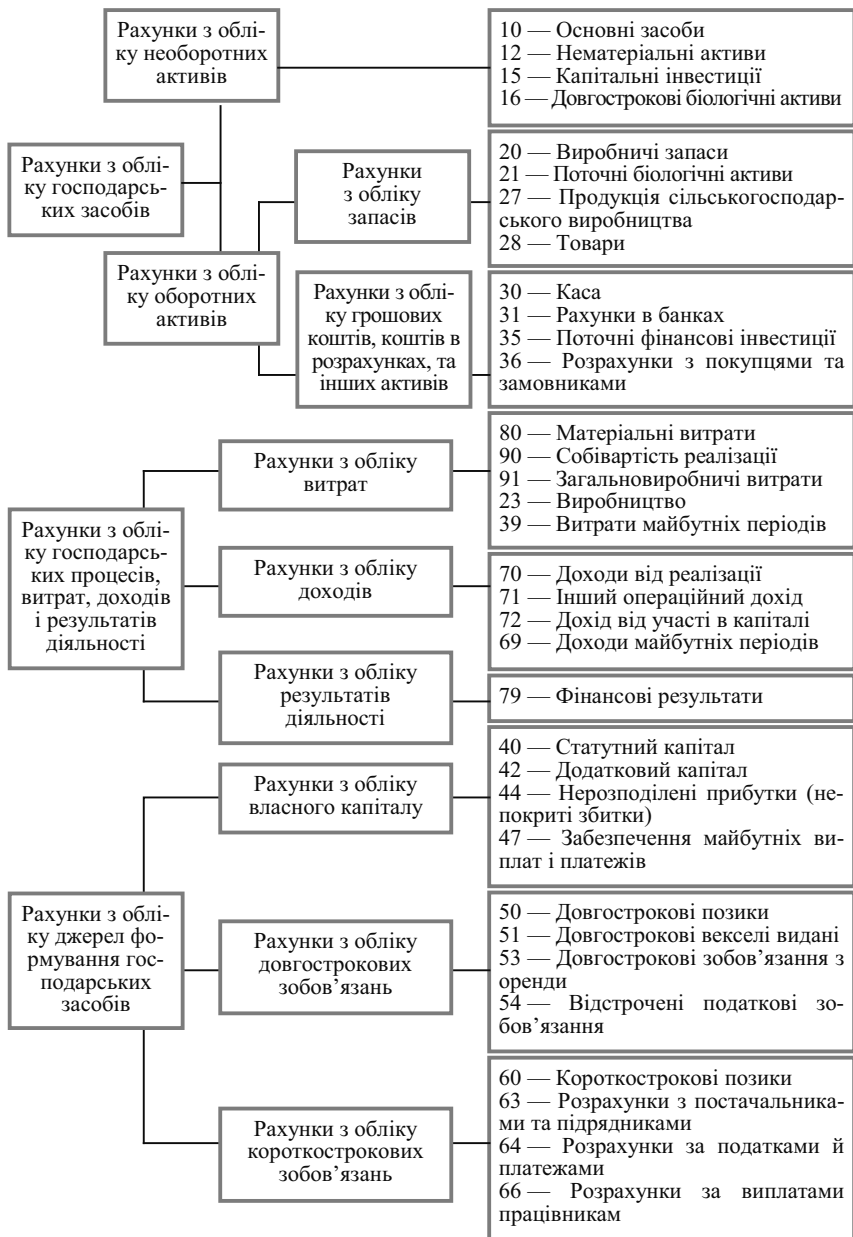 Рахунки з облі-
ку необоротних
активів
10 — Основні засоби
12 — Нематеріальні активи
15 — Капітальні інвестиції
16 — Довгострокові біологічні активи
Рахунки з облі-
ку господарсь-
ких засобів
Рахунки
з обліку
запасів
20 — Виробничі запаси
21 — Поточні біологічні активи
27 — Продукція сільськогосподар-
ського виробництва
28 — Товари
Рахунки з облі-
ку оборотних
активів
Рахунки з облі-
ку грошових
коштів, коштів в
розрахунках, та
інших активів
30 — Каса
31 — Рахунки в банках
35 — Поточні фінансові інвестиції
36 — Розрахунки з покупцями та
замовниками
Рахунки з облі-
ку господарсь-
ких процесів,
витрат, доходів
і результатів
діяльності
Рахунки з обліку
витрат
80 — Матеріальні витрати
90 — Собівартість реалізації
91 — Загальновиробничі витрати
23 — Виробництво
39 — Витрати майбутніх періодів
Рахунки з обліку
доходів
70 — Доходи від реалізації
71 — Інший операційний дохід
72 — Дохід від участі в капіталі
69 — Доходи майбутніх періодів
Рахунки з обліку
результатів
діяльності
79 — Фінансові результати
Рахунки з облі-
ку джерел фо-
рмування гос-
подарських
засобів
Рахунки з обліку
власного капіталу
40 — Статутний капітал
42 — Додатковий капітал
44 — Нерозподілені прибутки (не-
покриті збитки)
47 — Забезпечення майбутніх ви-
плат і платежів
Рахунки з обліку
довгострокових
зобов’язань
50 — Довгострокові позики
51 — Довгострокові векселі видані
53 — Довгострокові зобов’язання з
оренди
54 — Відстрочені податкові зо-
бов’язання
Рахунки з обліку
короткострокових
зобов’язань
60 — Короткострокові позики
63 — Розрахунки з постачальника-
ми та підрядниками
64 — Розрахунки за податками й
платежами
66 — Розрахунки за виплатами
працівникам